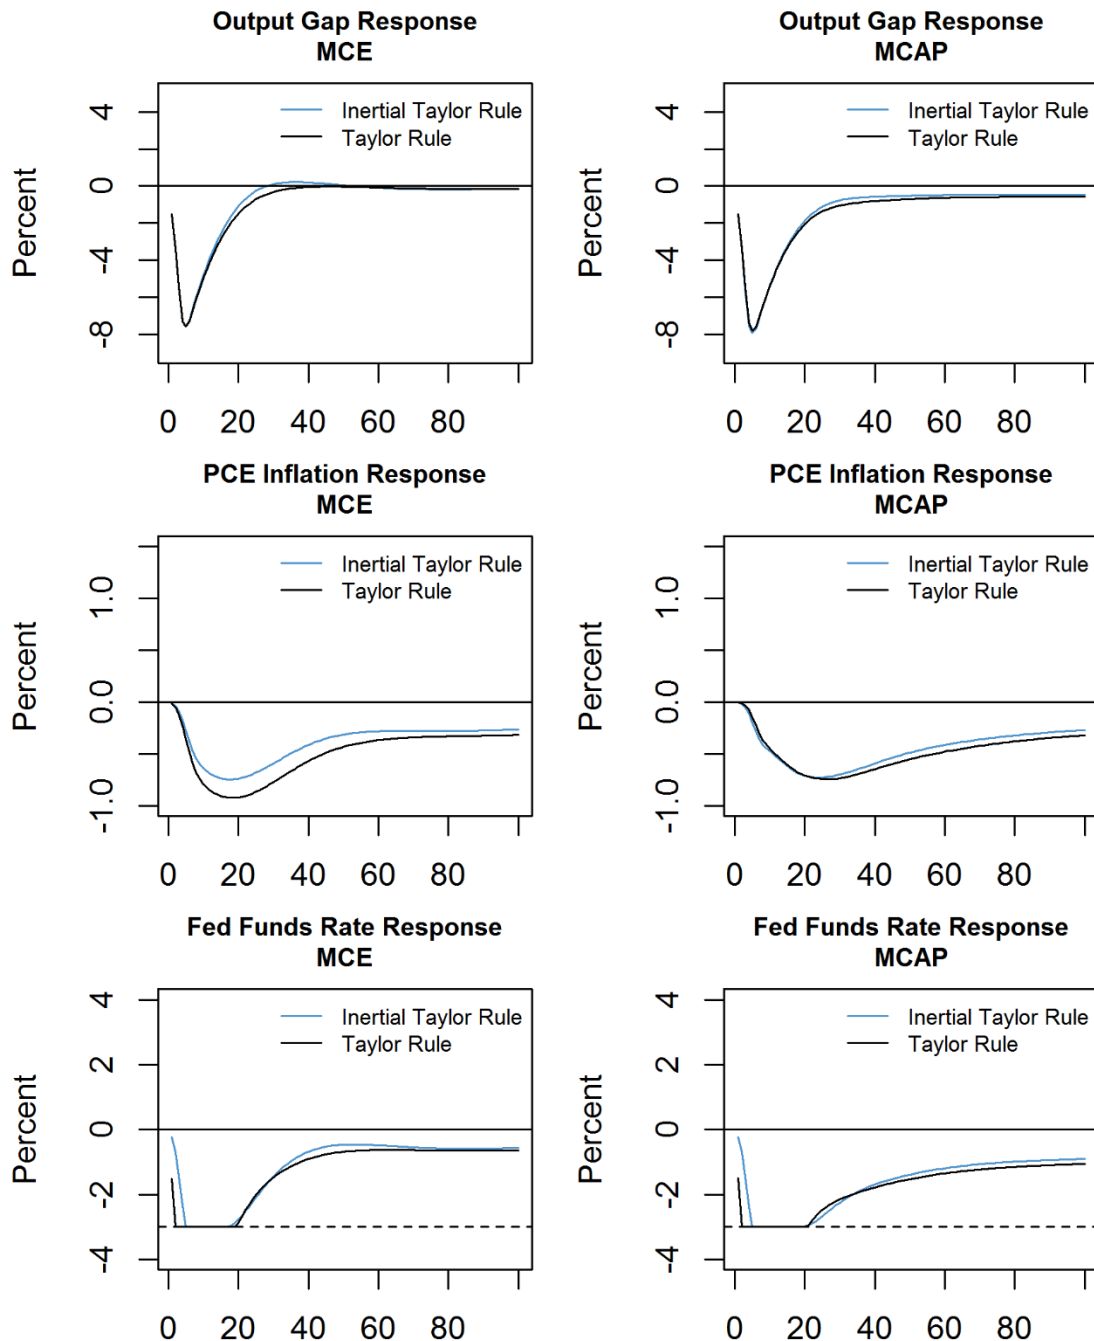 Output Gap Response
MCE
Percent
4
0
-4
-8
Inertial Taylor Rule
Taylor Rule
0 20 40 60 80
Output Gap Response
MCAP
Percent
4
0
-4
-8
Inertial Taylor Rule
Taylor Rule
0 20 40 60 80
PCE Inflation Response
MCE
Percent
1.0
0.0
-1.0
Inertial Taylor Rule
Taylor Rule
0 20 40 60 80
PCE Inflation Response
MCAP
Percent
1.0
0.0
-1.0
Inertial Taylor Rule
Taylor Rule
0 20 40 60 80
Fed Funds Rate Response
MCE
Percent
4
2
0
-2
-4
Inertial Taylor Rule
Taylor Rule
0 20 40 60 80
Fed Funds Rate Response
MCAP
Percent
4
2
0
-2
-4
Inertial Taylor Rule
Taylor Rule
0 20 40 60 80